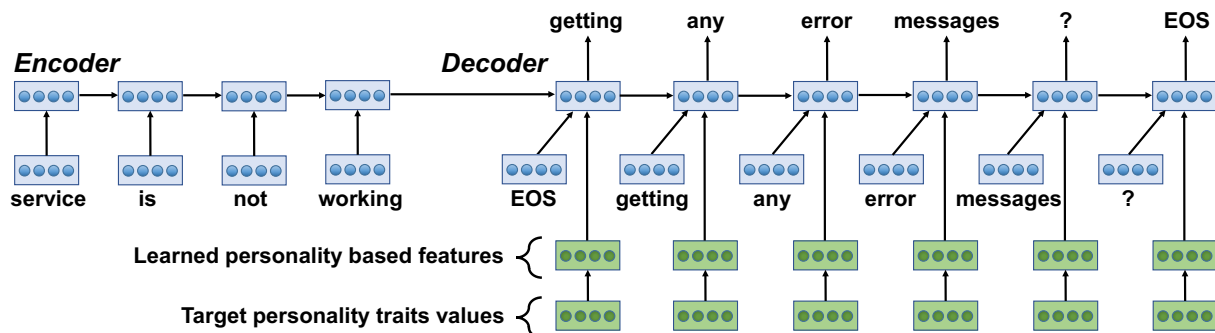 getting any error messages ? EOS
Encoder Decoder
service is not working EOS getting any error messages ?
Learned personality based features
Target personality traits values